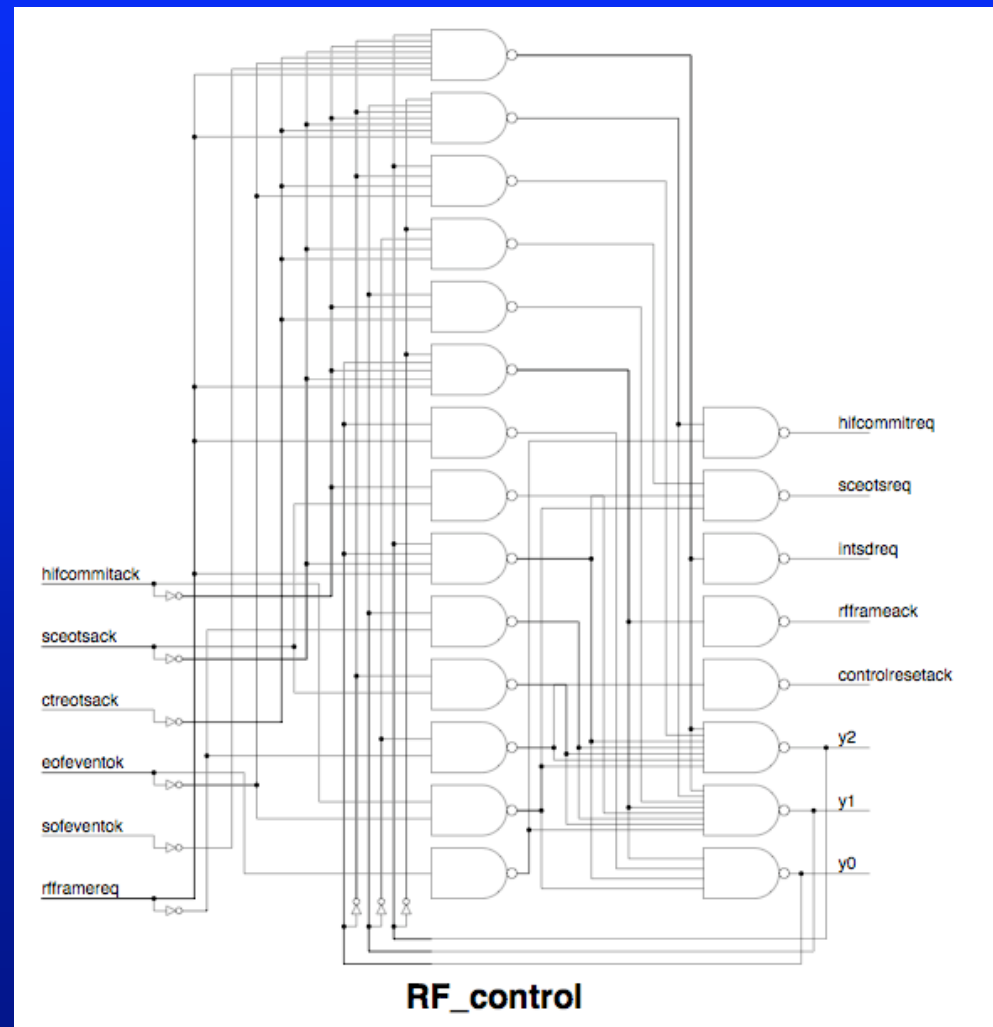 hifcommitreq
sceotsreq
intsdreq
hifcommitack
rfframeack
sceotsack
controlresetack
ctreotsack
eofeventok
y2
sofeventok
y1
rfframereq
y0
RF_control